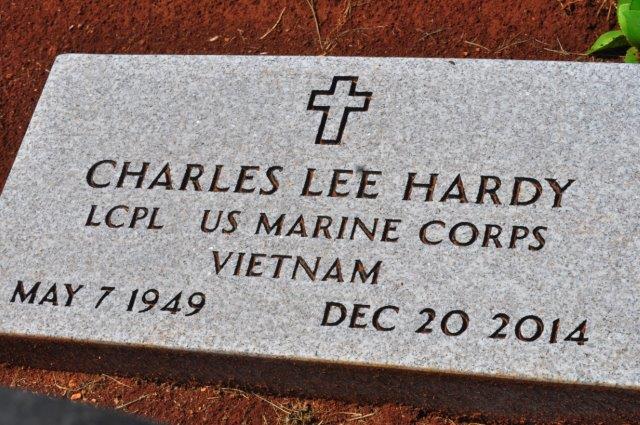 CHARLES LEE HARDY
LCPL US MARINE CORPS
VIETNAM
MAY 7 1949 DEC 20 2014